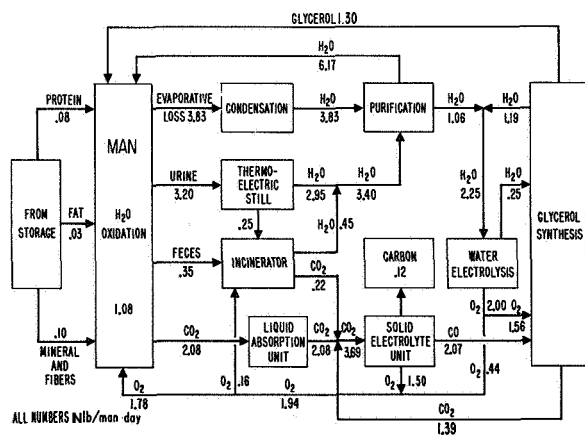 GLYCEROL 1.30
H₂O
6.17
PROTEIN
.08
MAN
EVAPORATIVE
LOSS 3.83
CONDENSATION
H₂O
3.83
PURIFICATION
H₂O
1.06
H₂O
1.19
FROM
STORAGE
FAT
.03
H₂O
OXIDATION
1.08
URINE
3.20
THERMO-
ELECTRIC
STILL
H₂O
2.95
H₂O
3.40
H₂O
2.25
H₂O
.25
GLYCEROL
SYNTHESIS
.25
H₂O .45
FECES
.35
INCINERATOR
CO₂
.22
CARBON
.12
WATER
ELECTROLYSIS
.10
MINERAL
AND
FIBERS
CO₂
2.08
LIQUID
ABSORPTION
UNIT
CO₂
2.08
CO₂
3.69
SOLID
ELECTROLYTE
UNIT
CO
2.07
O₂ 2.00
O₂
1.56
O₂ .16
O₂
1.78
O₂
1.94
O₂ 1.50
O₂ .44
CO₂
1.39
ALL NUMBERS IN lb/man-day